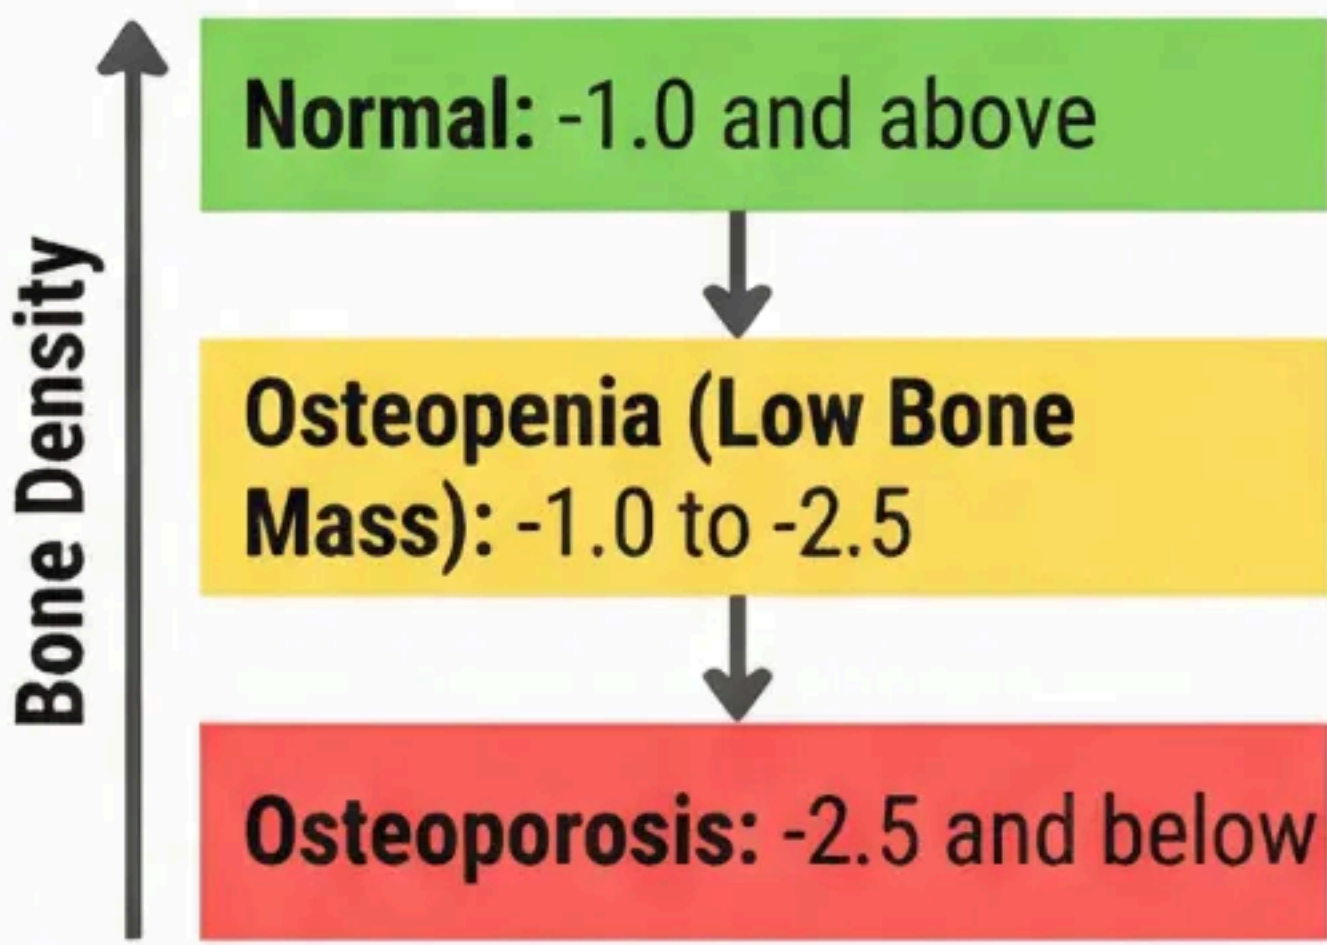 Bone Density
Normal: -1.0 and above
Osteopenia (Low Bone
Mass): -1.0 to -2.5
Osteoporosis: -2.5 and below